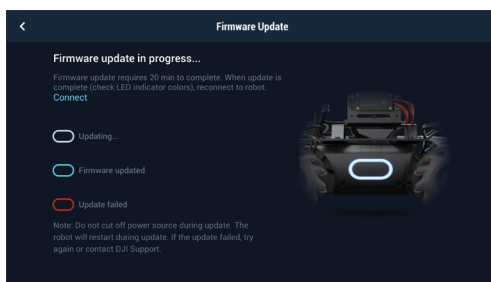 Firmware Update
Firmware update in progress...
Firmware update requires 20 min to complete. When update is
complete (check LED indicator colors), reconnect to robot.
Connect
Updating...
Firmware updated
Update failed
Note: Do not cut off power source during update. The
robot will restart during update. If the update failed, try
again or contact DJI Support.